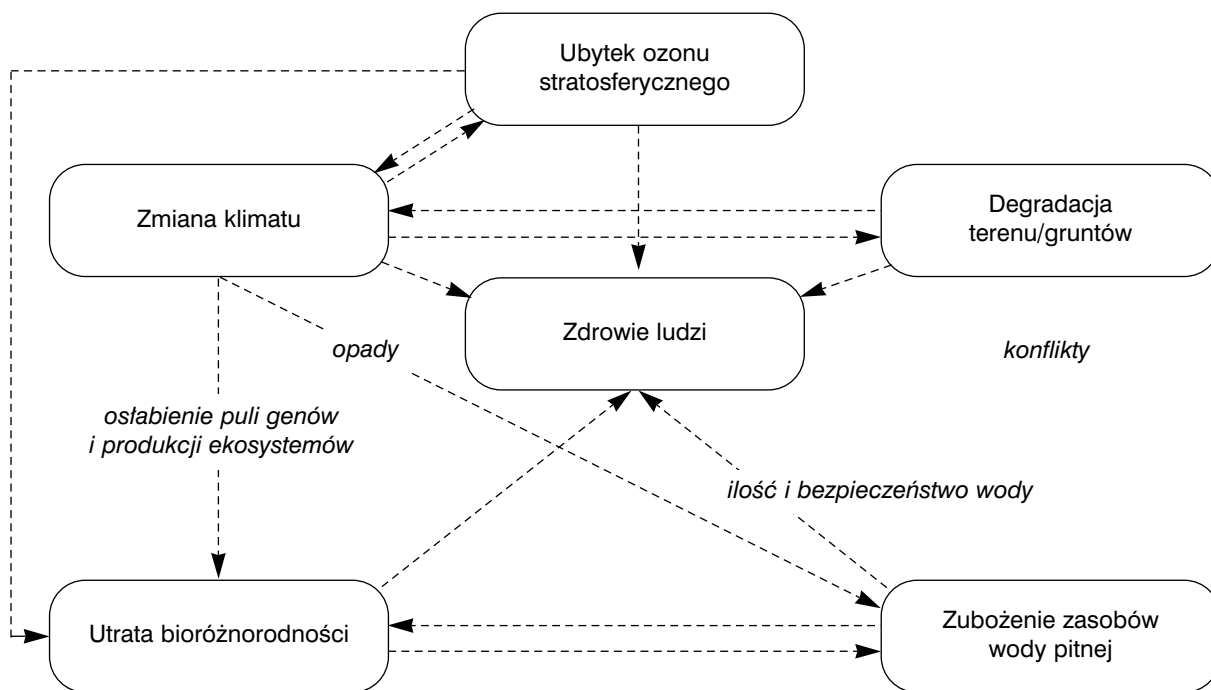 Ubytek ozonu
stratosferycznego
Zmiana klimatu
Degradacja
terenu/gruntów
Zdrowie ludzi
opady
konflikty
osłabienie puli genów
i produkcji ekosystemów
ilość i bezpieczeństwo wody
Utrata bioróżnorodności
Zubożenie zasobów
wody pitnej